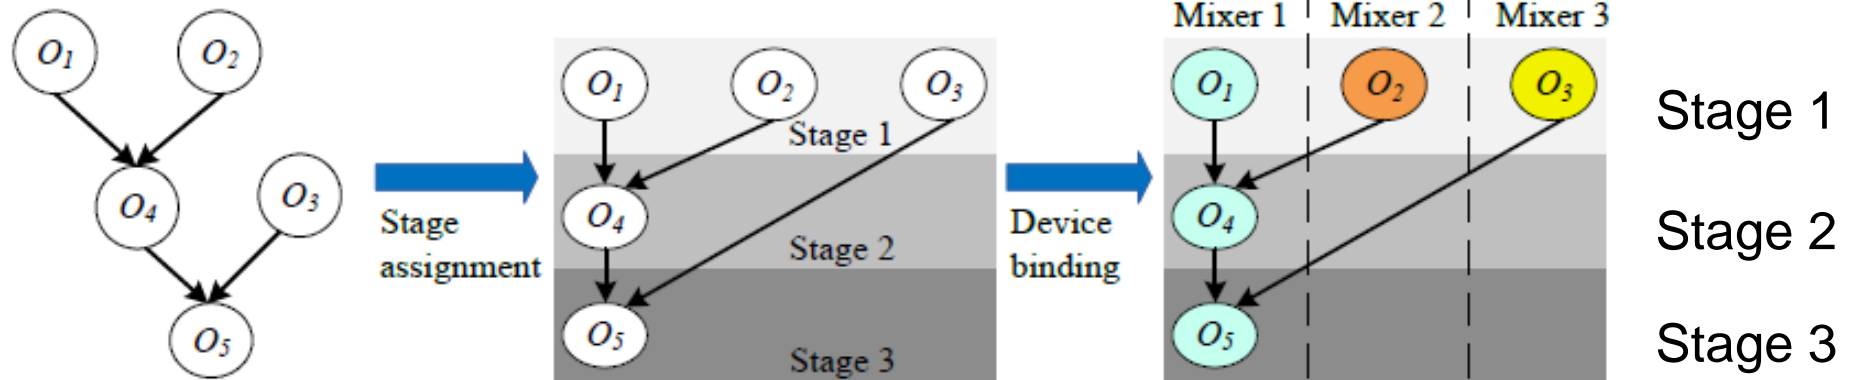 O1
O2
O4
O3
O5
Stage
assignment
O1
O2
O3
Stage 1
O4
Stage 2
O5
Stage 3
Device
binding
Mixer 1
Mixer 2
Mixer 3
O1
O2
O3
O4
O5
Stage 1
Stage 2
Stage 3